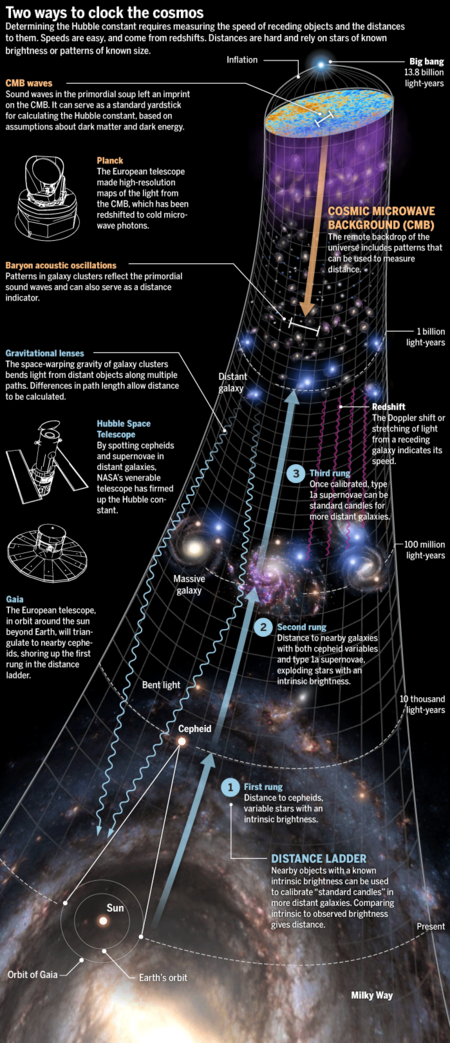 Two ways to clock the cosmos
Determining the Hubble constant requires measuring the speed of receding objects and the distances
to them. Speeds are easy, and come from redshifts. Distances are hard and rely on stars of known
brightness or patterns of known size.
Inflation
Big bang
13.8 billion
light-years
CMB waves
Sound waves in the primordial soup left an imprint
on the CMB. It can serve as a standard yardstick
for calculating the Hubble constant, based on
assumptions about dark matter and dark energy.
Planck
The European telescope
made high-resolution
maps of the light from
the CMB, which has been
redshifted to cold micro-
wave photons.
COSMIC MICROWAVE
BACKGROUND (CMB)
The remote backdrop of the
universe includes patterns that
can be used to measure
distance.
Baryon acoustic oscillations
Patterns in galaxy clusters reflect the primordial
sound waves and can also serve as a distance
indicator.
1 billion
light-years
Gravitational lenses
The space-warping gravity of galaxy clusters
bends light from distant objects along multiple
paths. Differences in path length allow distance
to be calculated.
Distant
galaxy
Redshift
The Doppler shift or
stretching of light
from a receding
galaxy indicates its
speed.
Hubble Space
Telescope
By spotting cepheids
and supernovae in
distant galaxies,
NASA's venerable
telescope has firmed
up the Hubble con-
stant.
3 Third rung
Once calibrated, type
1a supernovae can be
standard candles for
more distant galaxies.
100 million
light-years
Massive
galaxy
Gaia
The European telescope,
in orbit around the sun
beyond Earth, will trian-
gulate to nearby cephe-
ids, shoring up the first
rung in the distance
ladder.
2 Second rung
Distance to nearby galaxies
with both cepheid variables
and type 1a supernovae,
exploding stars with an
intrinsic brightness.
Bent light
10 thousand
light-years
Cepheid
1 First rung
Distance to cepheids,
variable stars with an
intrinsic brightness.
DISTANCE LADDER
Nearby objects with a known
intrinsic brightness can be used
to calibrate "standard candles" in
more distant galaxies. Comparing
intrinsic to observed brightness
gives distance.
Sun
Present
Orbit of Gaia
Earth's orbit
Milky Way